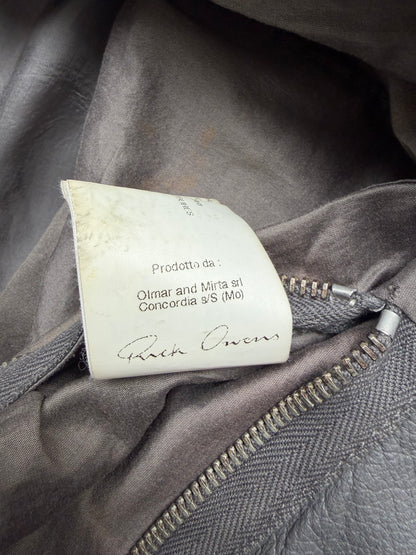 Prodotto da :
Olmar and Mirta srl
Concordia s/S (Mo)
Rick Owens